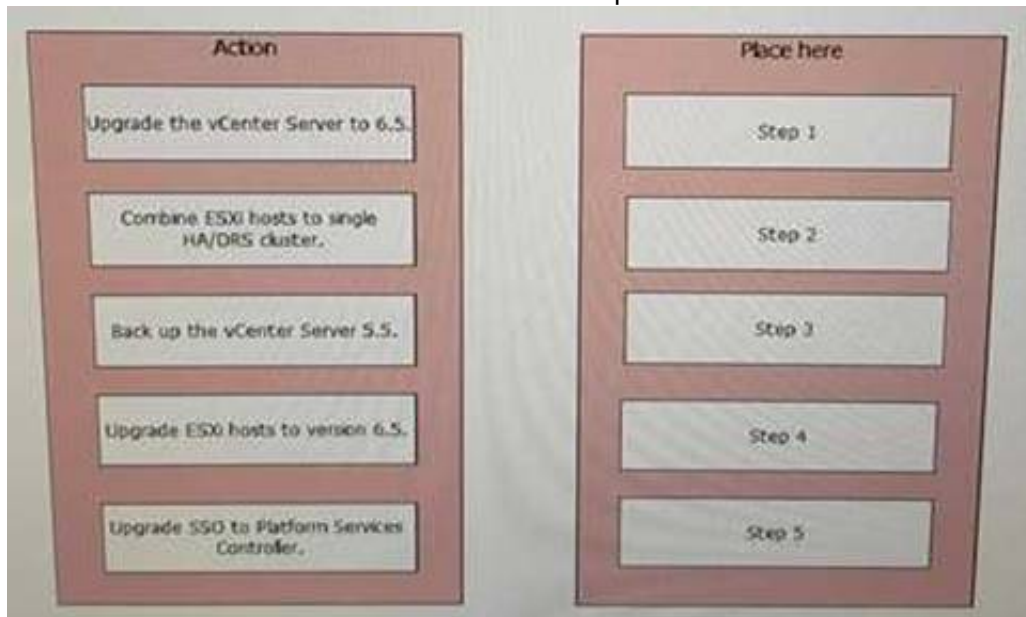 Action
Upgrade the vCenter Server to 6.5.
Combine ESXi hosts to single
HA/DRS cluster.
Back up the vCenter Server 5.5.
Upgrade ESXi hosts to version 6.5.
Upgrade SSO to Platform Services
Controller.
Place here
Step 1
Step 2
Step 3
Step 4
Step 5